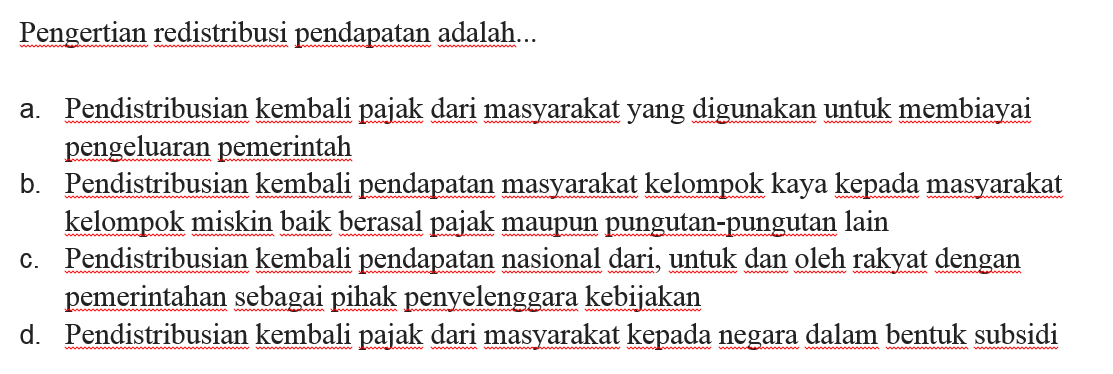 Pengertian redistribusi pendapatan adalah...
a. Pendistribusian kembali pajak dari masyarakat yang digunakan untuk membiayai
pengeluaran pemerintah
b. Pendistribusian kembali pendapatan masyarakat kelompok kaya kepada masyarakat
kelompok miskin baik berasal pajak maupun pungutan-pungutan lain
c. Pendistribusian kembali pendapatan nasional dari, untuk dan oleh rakyat dengan
pemerintahan sebagai pihak penyelenggara kebijakan
d. Pendistribusian kembali pajak dari masyarakat kepada negara dalam bentuk subsidi